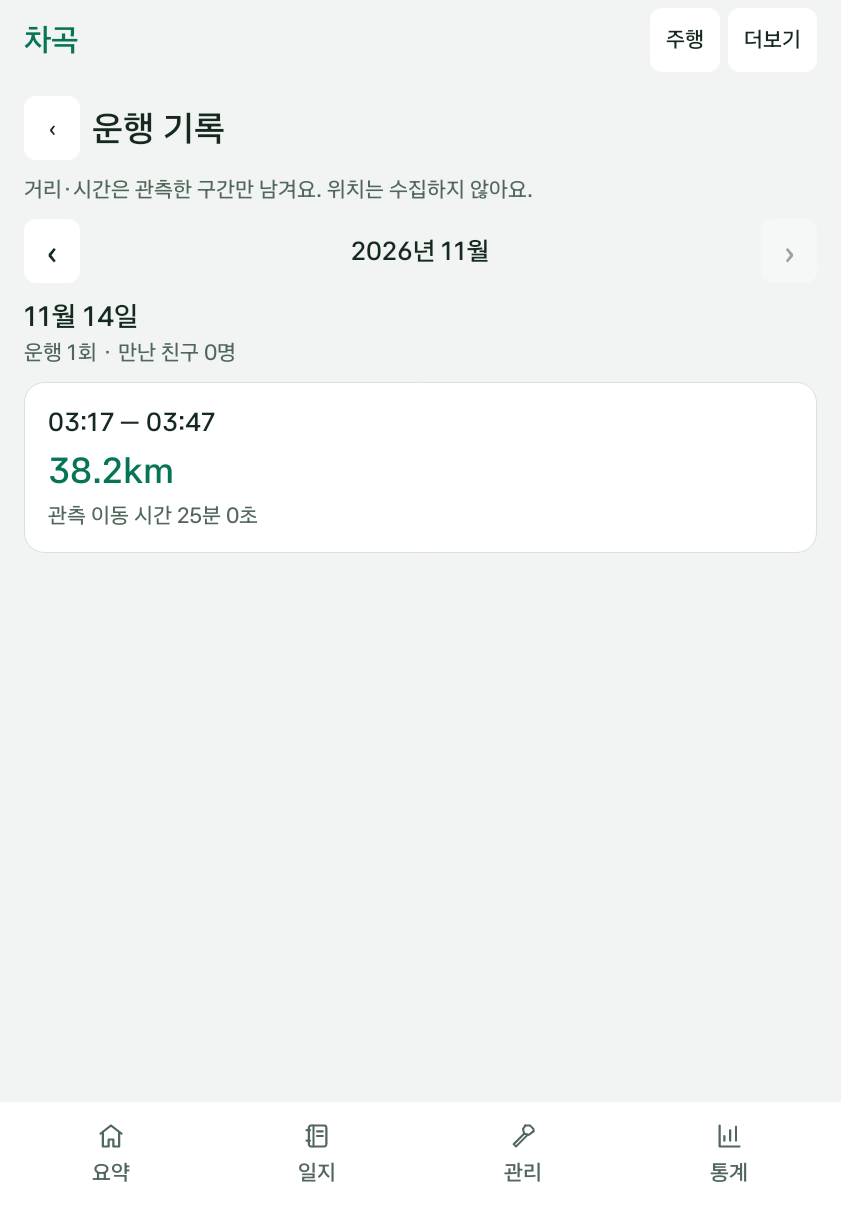 차곡
주행 더보기
‹ 운행 기록
거리·시간은 관측한 구간만 남겨요. 위치는 수집하지 않아요.
‹ 2026년 11월 ›
11월 14일
운행 1회 · 만난 친구 0명
03:17 — 03:47
38.2km
관측 이동 시간 25분 0초
요약 일지 관리 통계